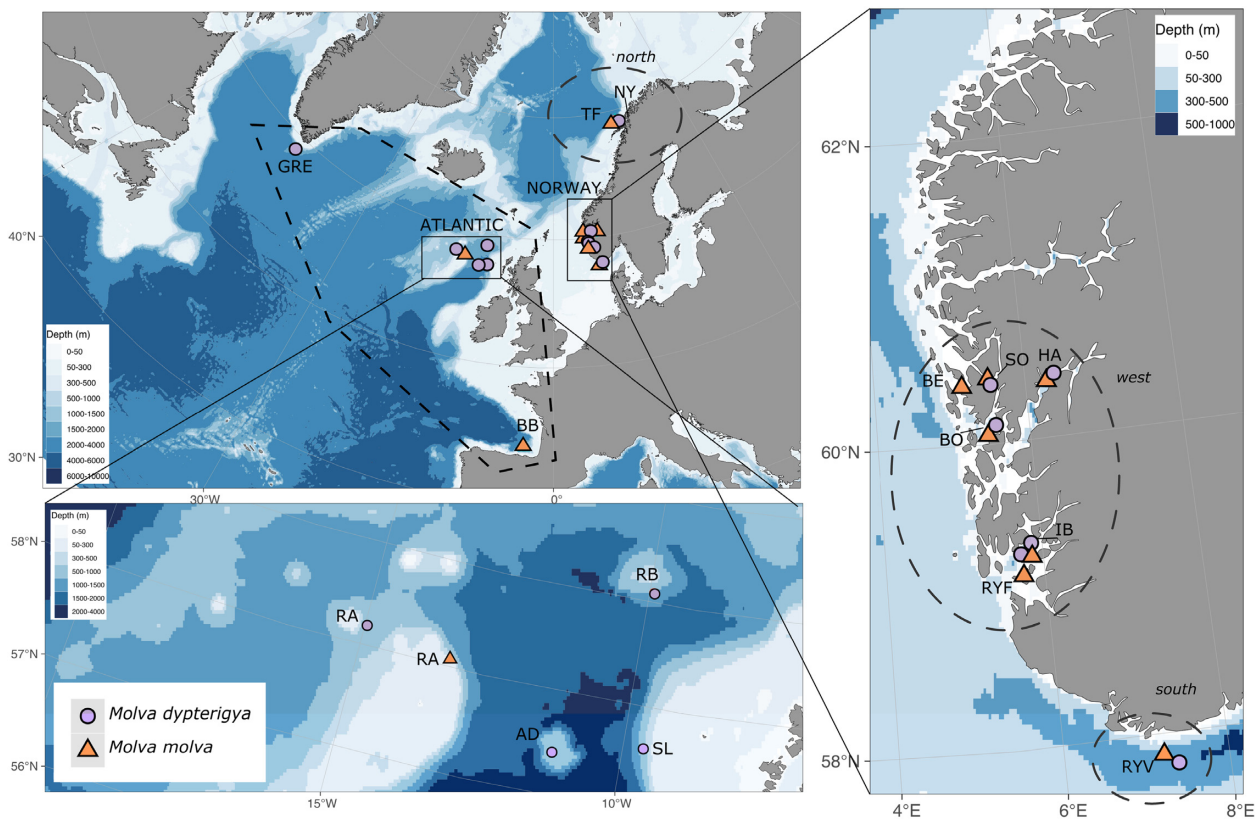 north
NY
TF
GRE
NORWAY
ATLANTIC
40°N
BB
30°N
30°W
0°
Depth (m)
0-50
50-300
300-500
500-1000
1000-1500
1500-2000
2000-4000
4000-6000
6000-10000
Depth (m)
0-50
50-300
300-500
500-1000
1000-1500
1500-2000
2000-4000
58°N
57°N
56°N
15°W
10°W
RB
RA
RA
AD
SL
Molva dypterigya
Molva molva
Depth (m)
0-50
50-300
300-500
500-1000
62°N
60°N
58°N
4°E
6°E
8°E
SO
HA
BE
west
BO
IB
RYF
south
RYV